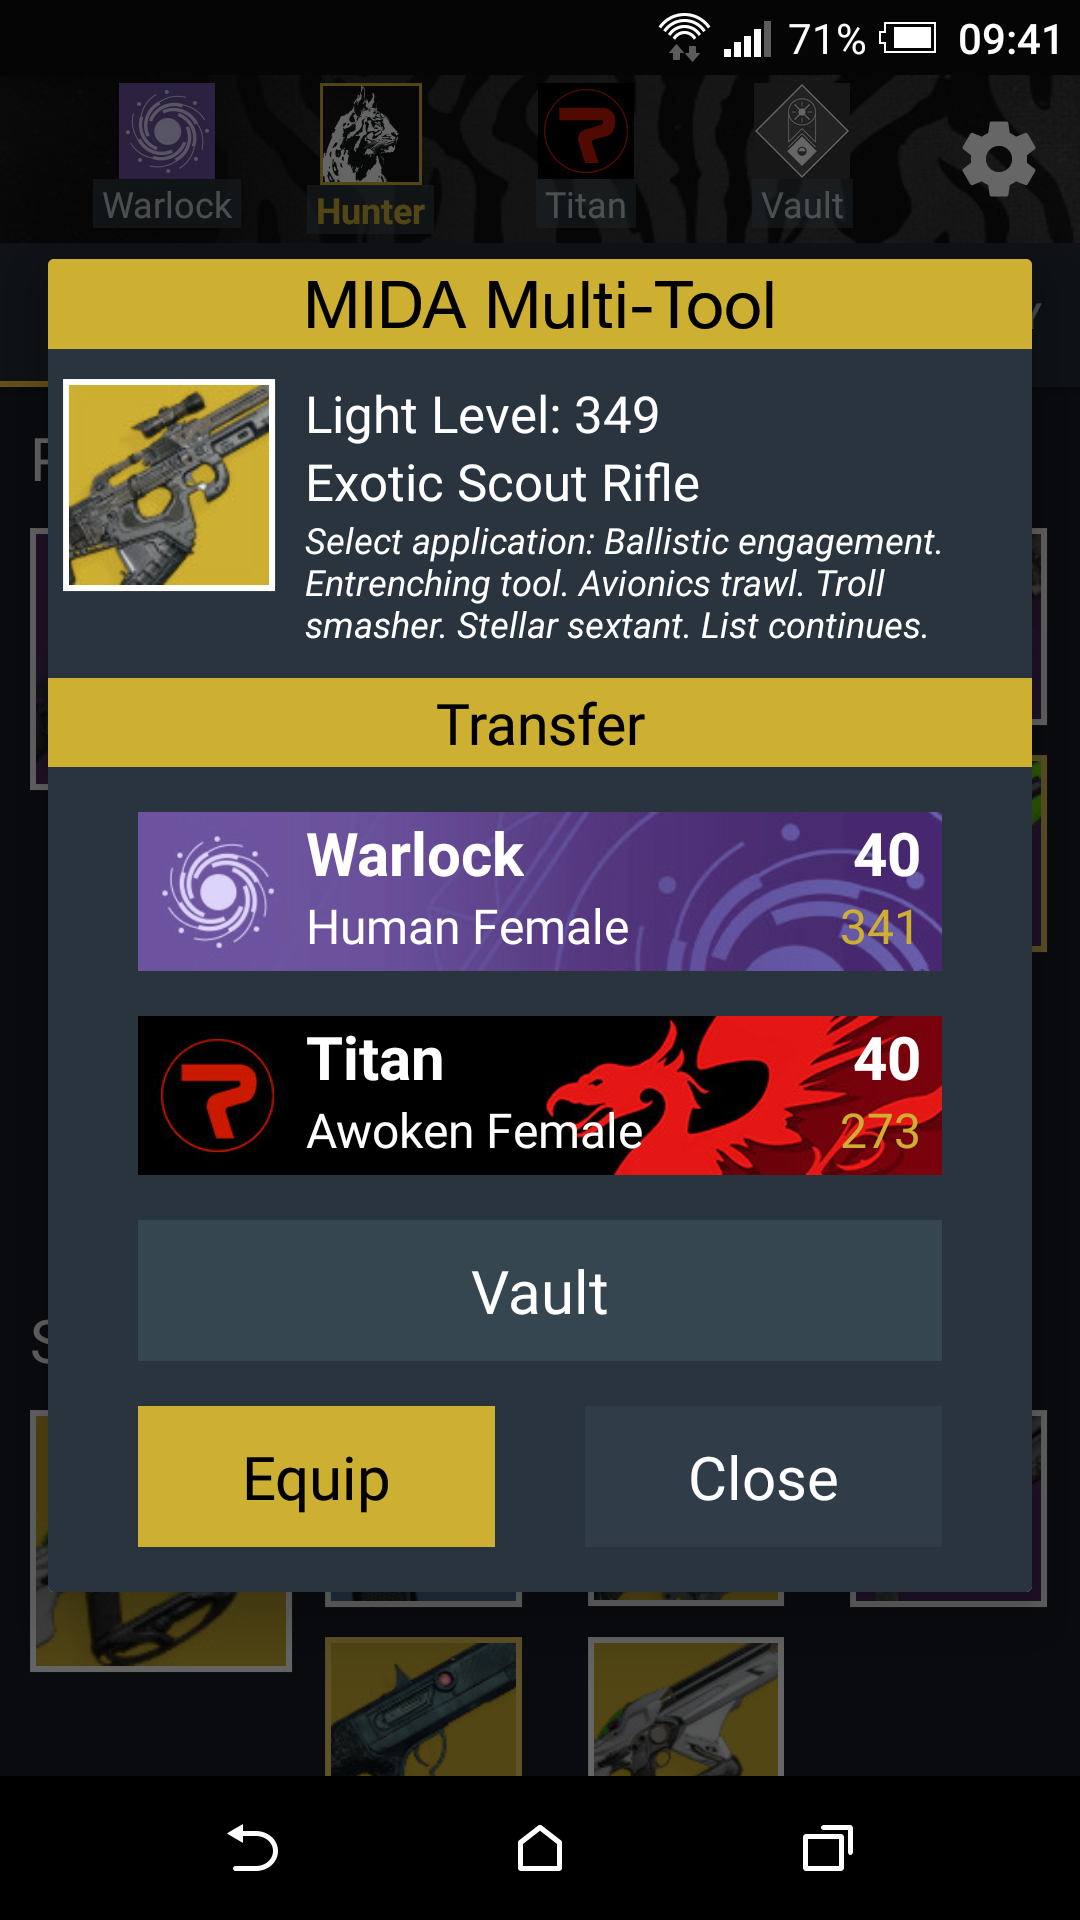 71% 09:41
Warlock Hunter Titan Vault
MIDA Multi-Tool
Light Level: 349
Exotic Scout Rifle
Select application: Ballistic engagement.
Entrenching tool. Avionics trawl. Troll
smasher. Stellar sextant. List continues.
Transfer
Warlock 40
Human Female 341
Titan 40
Awoken Female 273
Vault
Equip Close